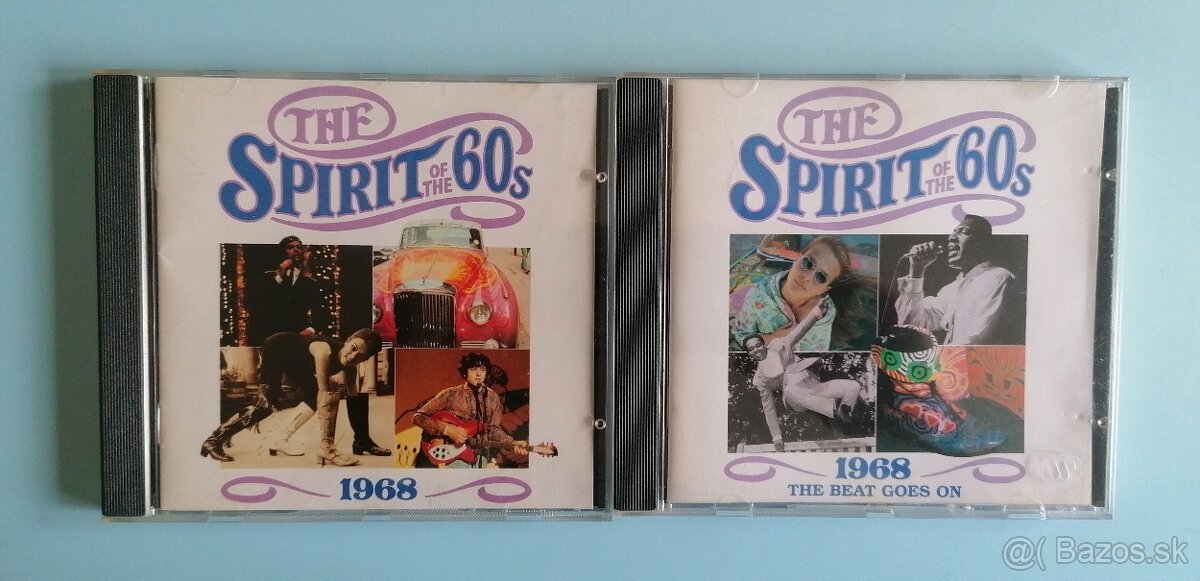 THE
SPIRIT OF THE 60s
1968
THE
SPIRIT OF THE 60s
1968
THE BEAT GOES ON
@( Bazos.sk